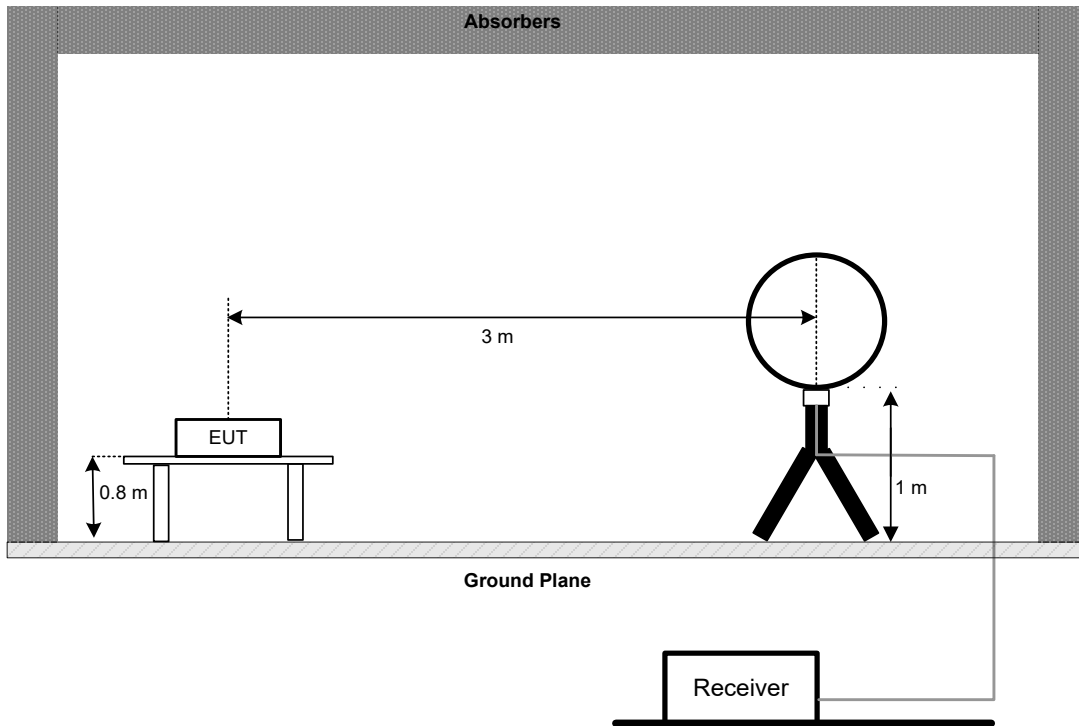 Absorbers
3 m
EUT
0.8 m
1 m
Ground Plane
Receiver